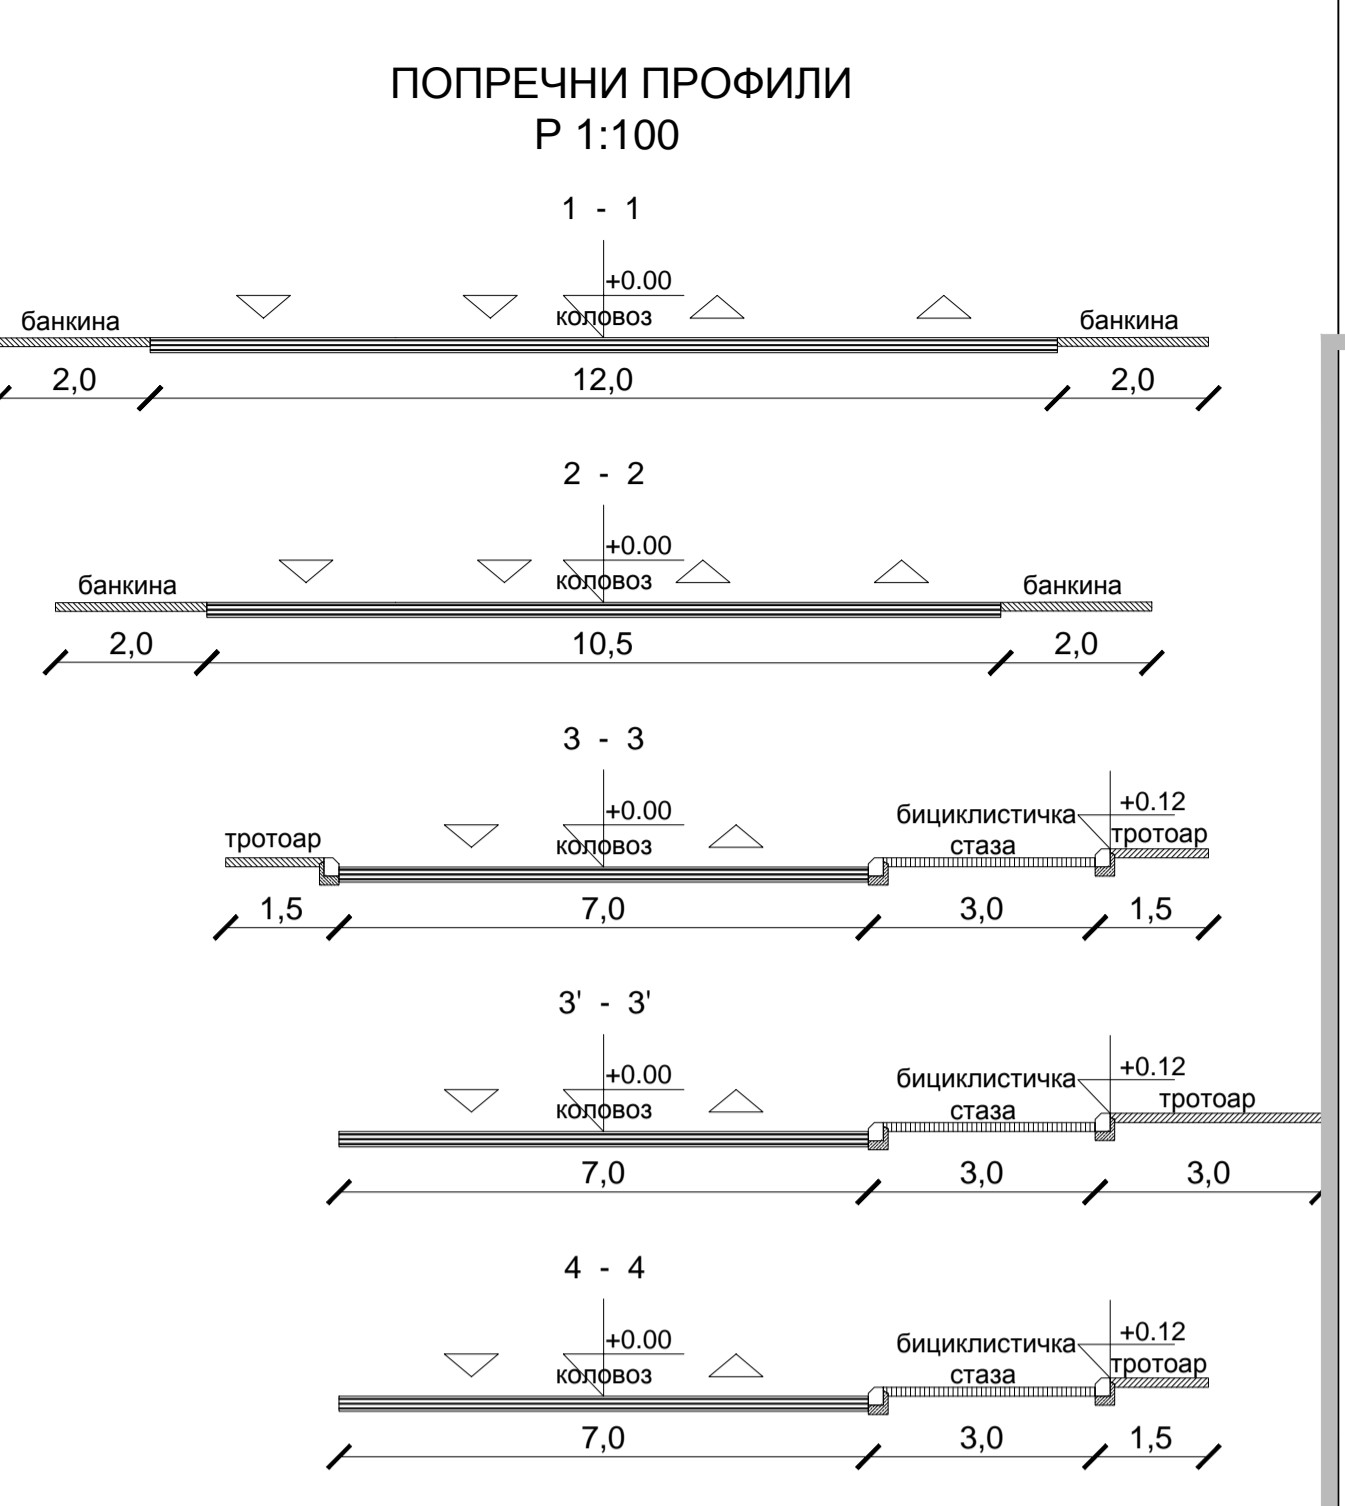 ПОПРЕЧНИ ПРОФИЛИ
Р 1:100
1 - 1
+0.00
банкина коловоз банкина
2,0 12,0 2,0
2 - 2
+0.00
банкина коловоз банкина
2,0 10,5 2,0
3 - 3
+0.00 бициклистичка +0.12
тротоар коловоз стаза тротоар
1,5 7,0 3,0 1,5
3' - 3'
+0.00 бициклистичка +0.12
коловоз стаза тротоар
7,0 3,0 3,0
4 - 4
+0.00 бициклистичка +0.12
коловоз стаза тротоар
7,0 3,0 1,5